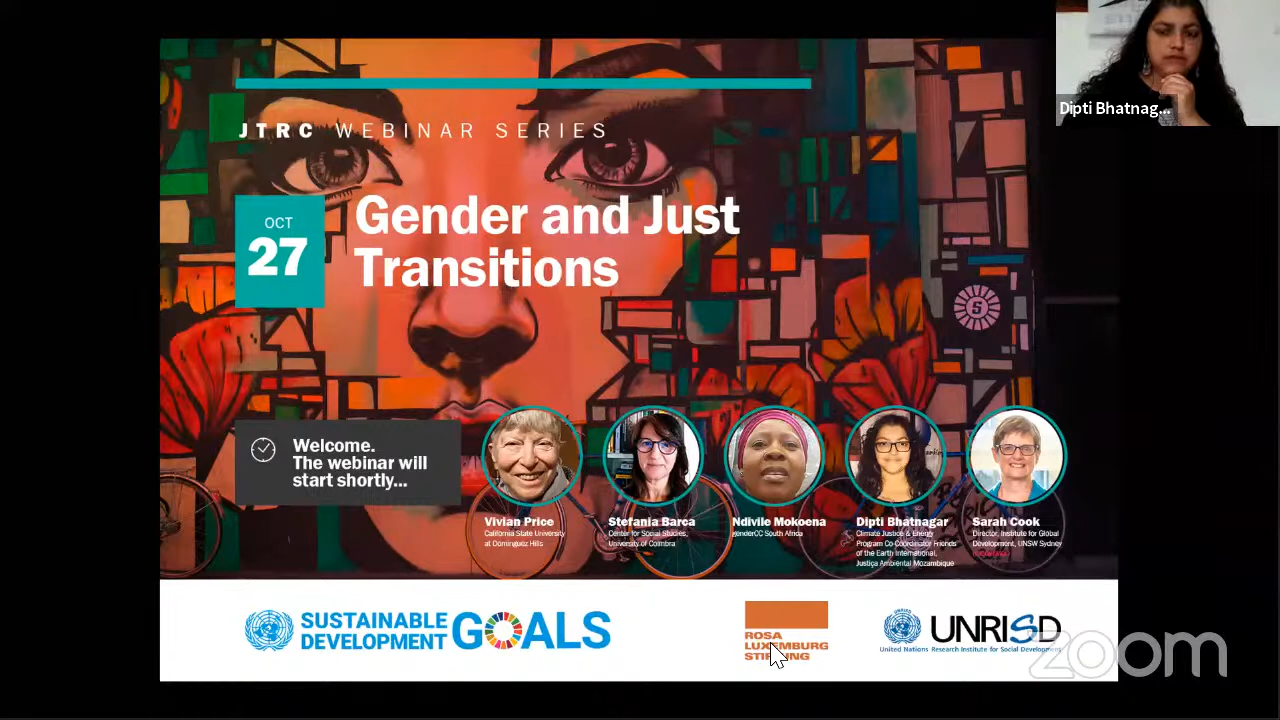 Dipti Bhatnag...
JTRC WEBINAR SERIES
OCT
27
Gender and Just
Transitions
S
Welcome.
The webinar will
start shortly...
Vivian Price
California State University
at Dominguez Hills
Stefania Barca
Center for Social Studies,
University of Coimbra
Ndivile Mokoena
genderCC South Africa
Dipti Bhatnagar
Climate Justice & Energy
Program Co-Coordinator Friends
of the Earth International,
Justiça Ambiental Mozambique
Sarah Cook
Director, Institute for Global
Development, UNSW Sydney
SUSTAINABLE
DEVELOPMENT
GOALS
ROSA
LUXEMBURG
STIFTUNG
UNRISD
United Nations Research Institute for Social Development
zoom